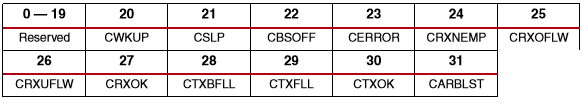 0 — 19 20 21 22 23 24 25
Reserved CWKUP CSLP CBSOFF CERROR CRXNEMP CRXOFLW
26 27 28 29 30 31
CRXUFLW CRXOK CTXBFLL CTXFLL CTXOK CARBLST